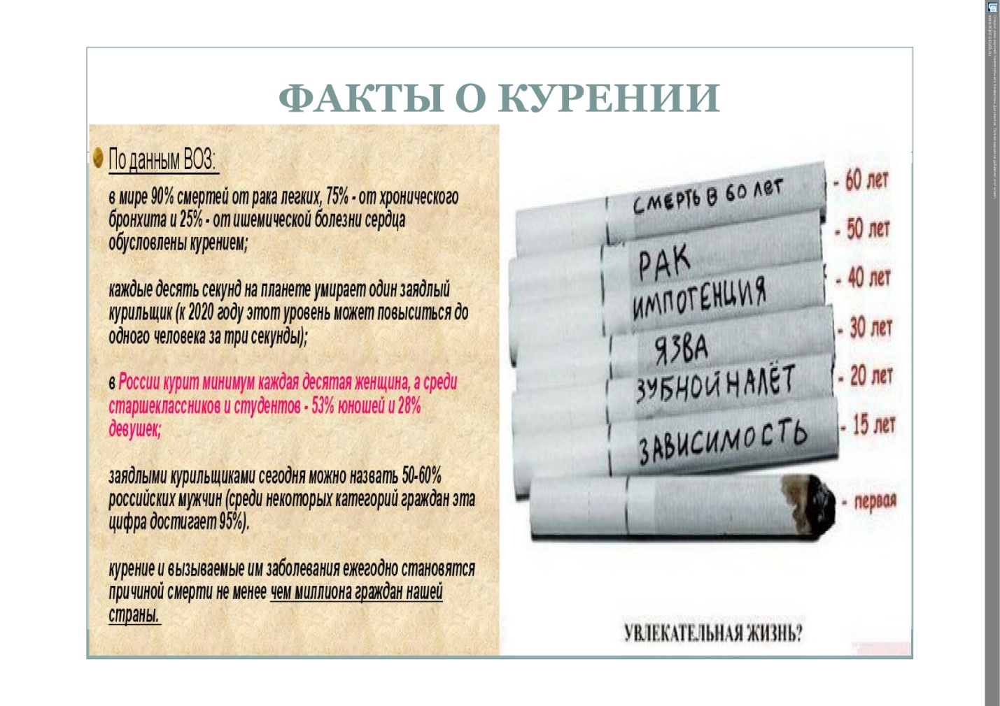 ФАКТЫ О КУРЕНИИ
По данным ВОЗ:
в мире 90% смертей от рака легких, 75% - от хронического
бронхита и 25% - от ишемической болезни сердца
обусловлены курением;
каждые десять секунд на планете умирает один заядлый
курильщик (к 2020 году этот уровень может повыситься до
одного человека за три секунды);
в России курит минимум каждая десятая женщина, а среди
старшеклассников и студентов - 53% юношей и 28%
девушек;
заядлыми курильщиками сегодня можно назвать 50-60%
российских мужчин (среди некоторых категорий граждан эта
цифра достигает 95%).
курение и вызываемые им заболевания ежегодно становятся
причиной смерти не менее чем миллиона граждан нашей
страны.
СМЕРТЬ В 60 ЛЕТ - 60 лет
РАК - 50 лет
ИМПОТЕНЦИЯ - 40 лет
ЯЗВА - 30 лет
ЗУБНОЙ НАЛЁТ - 20 лет
ЗАВИСИМОСТЬ - 15 лет
- первая
УВЛЕКАТЕЛЬНАЯ ЖИЗНЬ?